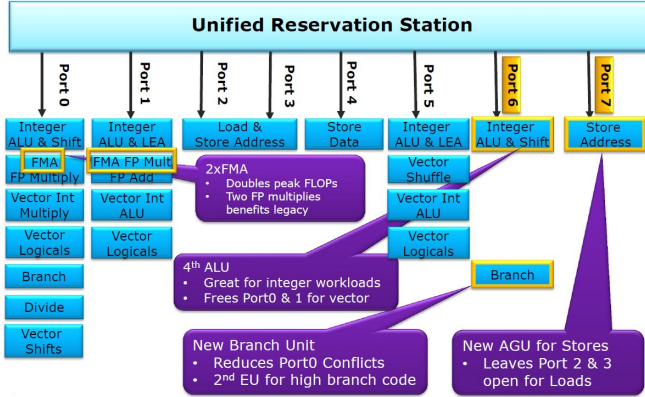 Unified Reservation Station
Port 0
Port 1
Port 2
Port 3
Port 4
Port 5
Port 6
Port 7
Integer
ALU & Shift
Integer
ALU & LEA
Load &
Store Address
Store
Data
Integer
ALU & LEA
Integer
ALU & Shift
Store
Address
FMA
FP Multiply
FMA FP Mult
FP Add
Vector
Shuffle
Vector Int
Multiply
Vector Int
ALU
Vector Int
ALU
Vector
Logicals
Vector
Logicals
Vector
Logicals
Branch
Branch
Divide
Vector
Shifts
2xFMA
• Doubles peak FLOPs
• Two FP multiplies
benefits legacy
4th ALU
• Great for integer workloads
• Frees Port0 & 1 for vector
New Branch Unit
• Reduces Port0 Conflicts
• 2nd EU for high branch code
New AGU for Stores
• Leaves Port 2 & 3
open for Loads